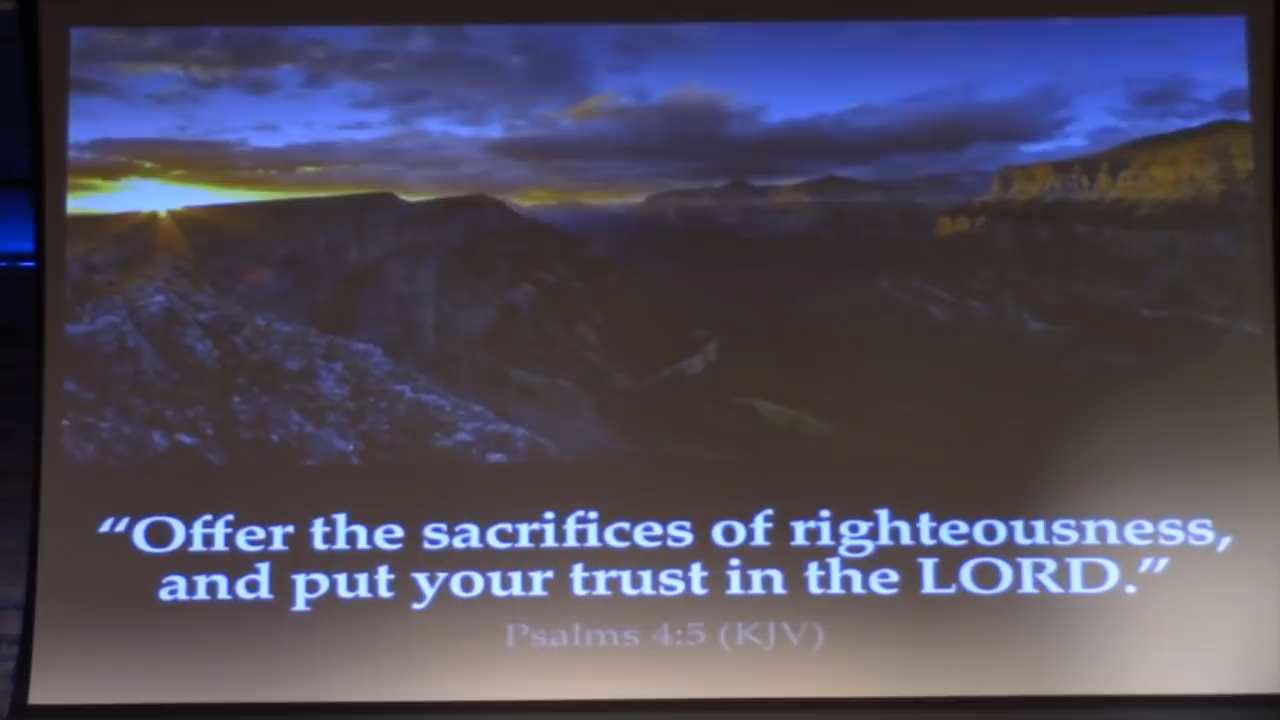 “Offer the sacrifices of righteousness,
and put your trust in the LORD.”
Psalms 4:5 (KJV)